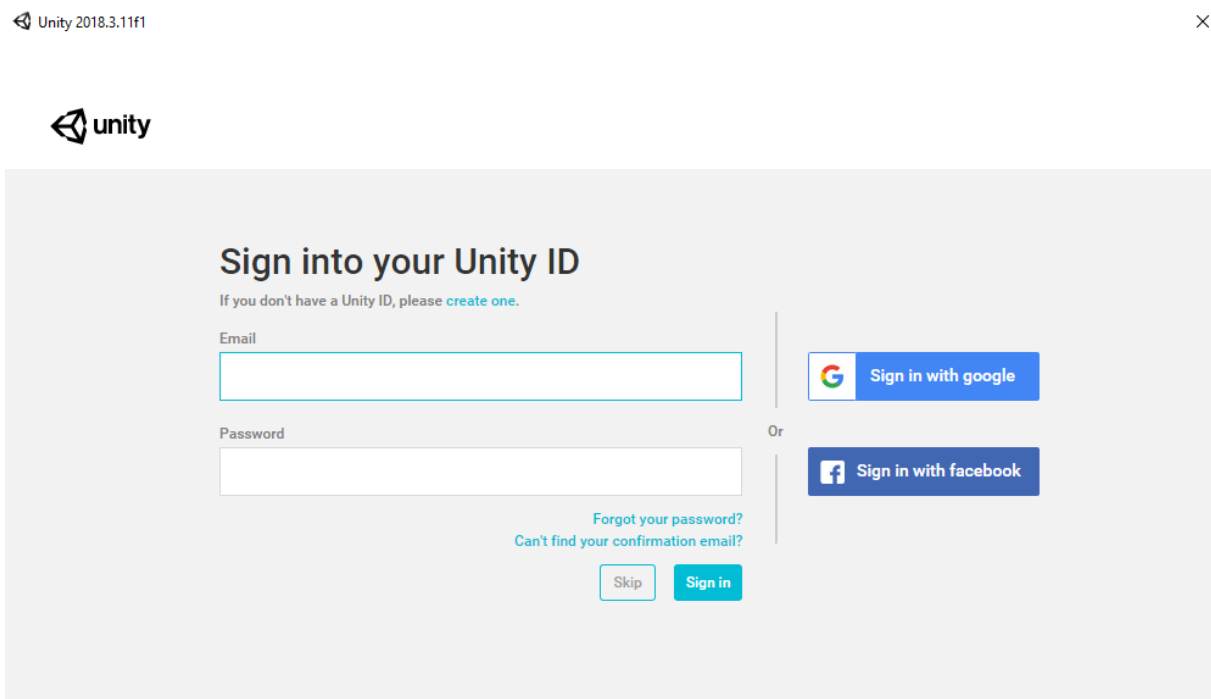 Unity 2018.3.11f1
unity
Sign into your Unity ID
If you don't have a Unity ID, please create one.
Email
Password
Forgot your password?
Can't find your confirmation email?
Skip
Sign in
Or
Sign in with google
Sign in with facebook